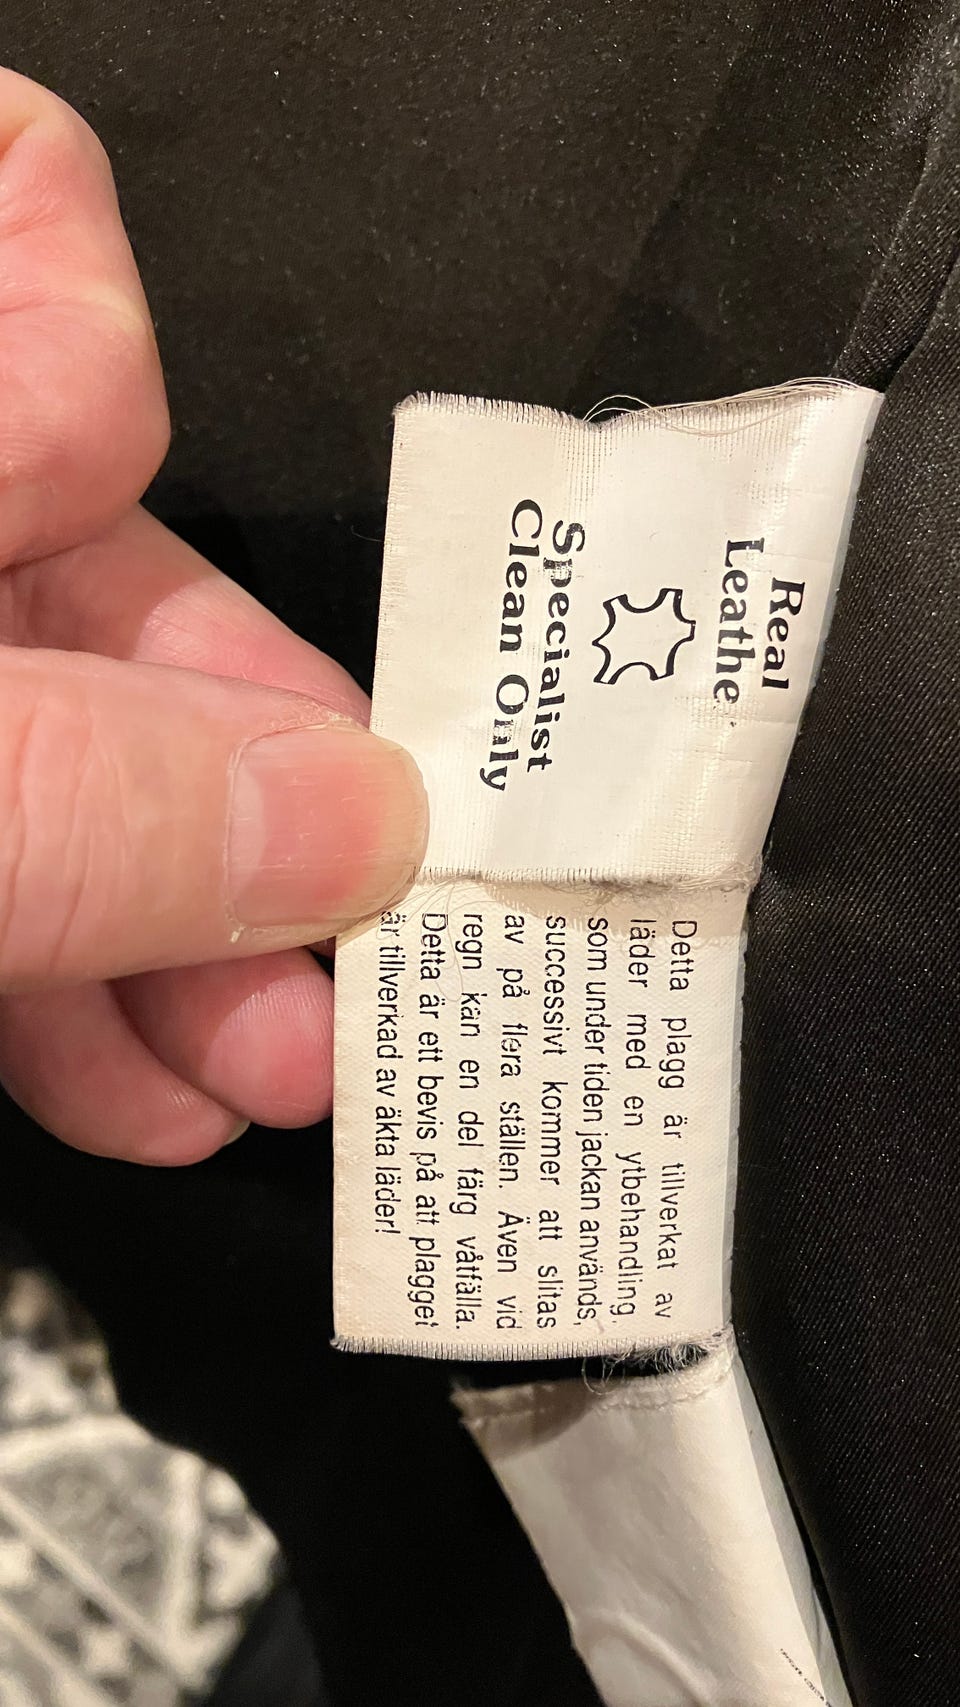 Real
Leathe
Specialist
Clean Only
Detta plagg är tillverkat av
läder med en ytbehandling,
som under tiden jackan används,
successivt kommer att slitas
av på flera ställen. Även vid
regn kan en del färg våtfälla.
Detta är ett bevis på att plagget
är tillverkad av äkta läder!